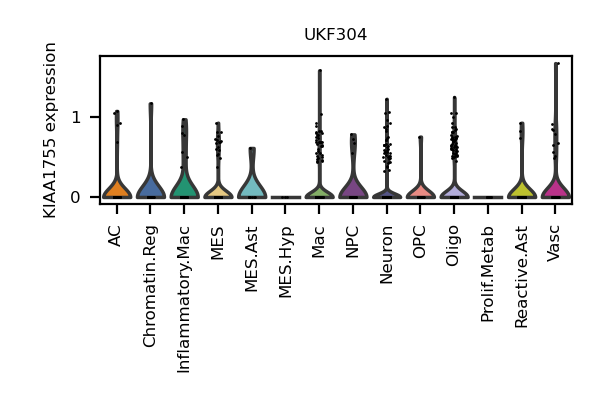 UKF304
KIAA1755 expression
1
0
AC
Chromatin.Reg
Inflammatory.Mac
MES
MES.Ast
MES.Hyp
Mac
NPC
Neuron
OPC
Oligo
Prolif.Metab
Reactive.Ast
Vasc